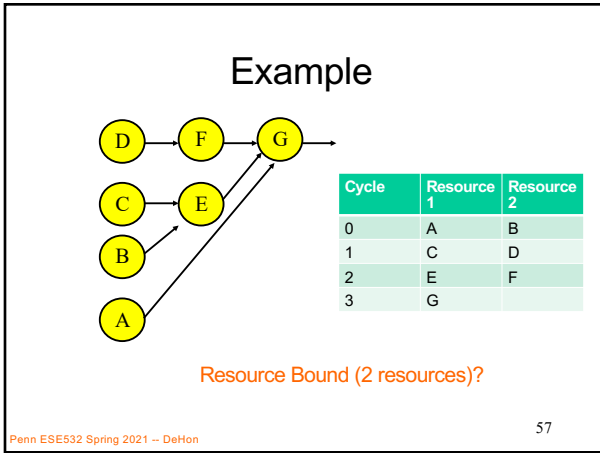 Example
D F G
C E
B
A
Cycle Resource 1 Resource 2
0 A B
1 C D
2 E F
3 G
Resource Bound (2 resources)?
Penn ESE532 Spring 2021 -- DeHon
57